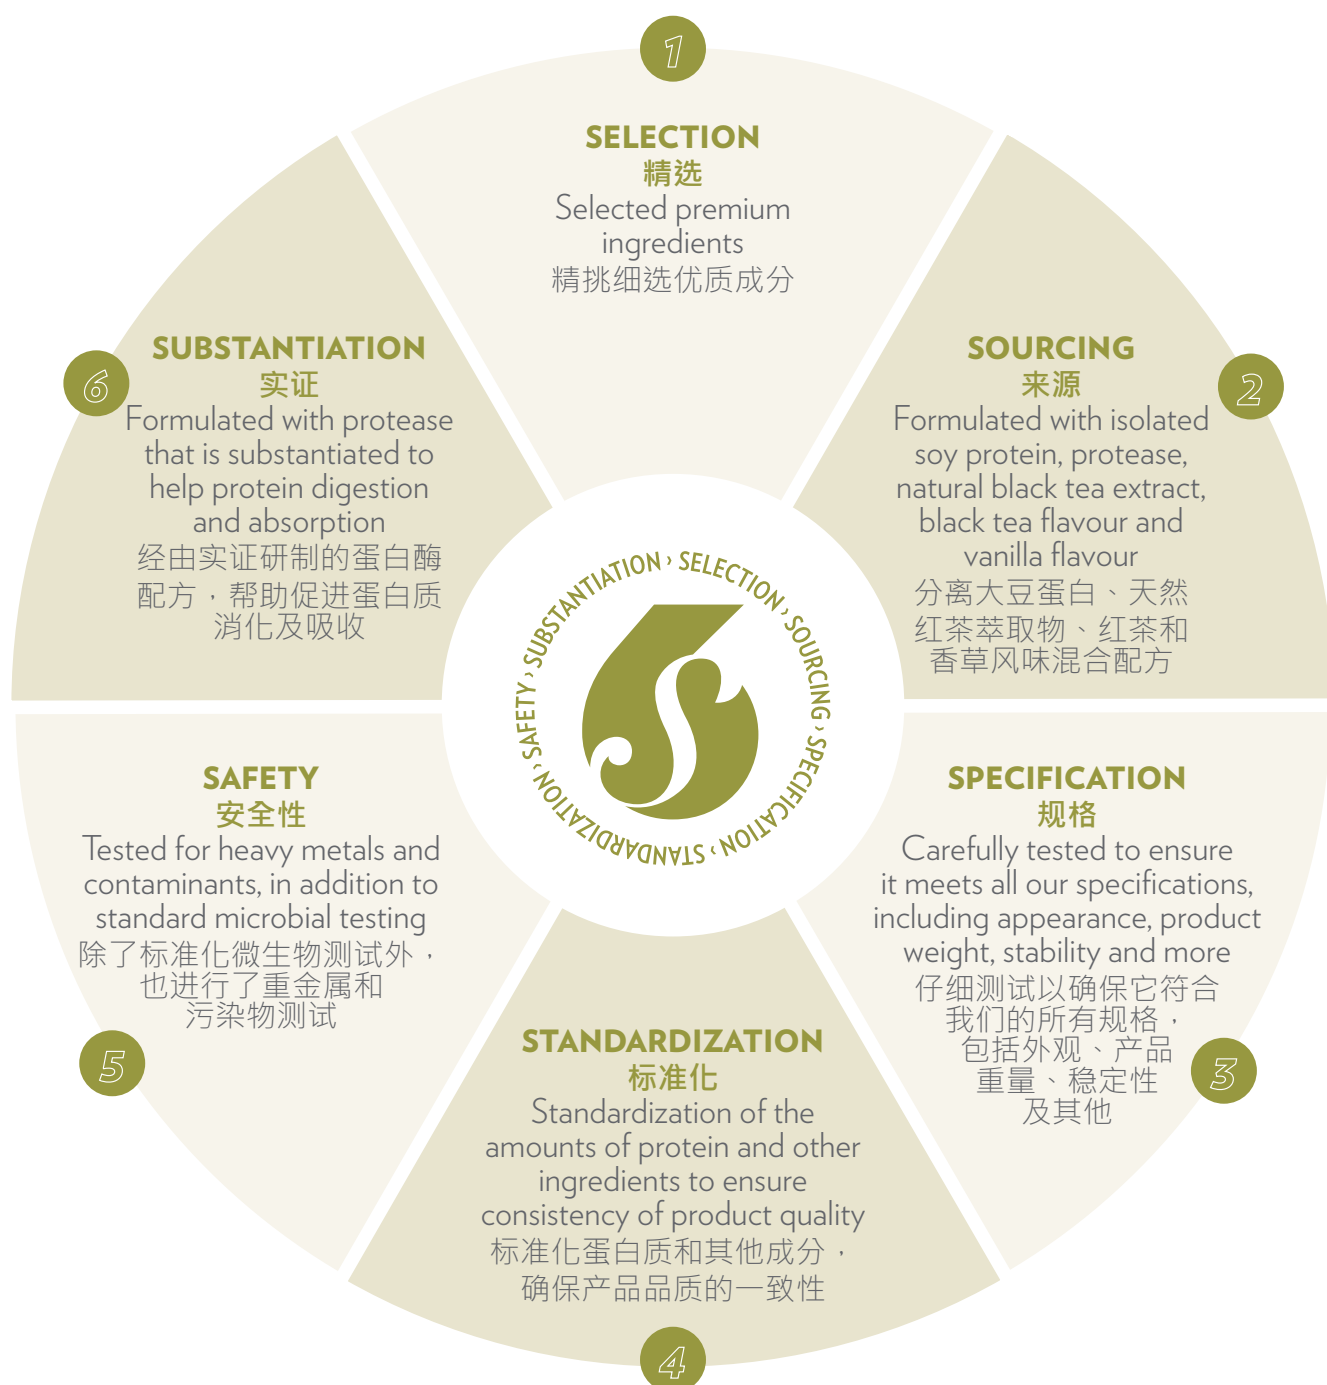 1
SELECTION
精选
Selected premium
ingredients
精挑细选优质成分
2
SOURCING
来源
Formulated with isolated
soy protein, protease,
natural black tea extract,
black tea flavour and
vanilla flavour
分离大豆蛋白、天然
红茶萃取物、红茶和
香草风味混合配方
3
SPECIFICATION
规格
Carefully tested to ensure
it meets all our specifications,
including appearance, product
weight, stability and more
仔细测试以确保它符合
我们的所有规格，
包括外观、产品
重量、稳定性
及其他
4
STANDARDIZATION
标准化
Standardization of the
amounts of protein and other
ingredients to ensure
consistency of product quality
标准化蛋白质和其他成分，
确保产品品质的一致性
5
SAFETY
安全性
Tested for heavy metals and
contaminants, in addition to
standard microbial testing
除了标准化微生物测试外，
也进行了重金属和
污染物测试
6
SUBSTANTIATION
实证
Formulated with protease
that is substantiated to
help protein digestion
and absorption
经由实证研制的蛋白酶
配方，帮助促进蛋白质
消化及吸收
SELECTION › SOURCING › SPECIFICATION › STANDARDIZATION › SAFETY › SUBSTANTIATION ›
6S